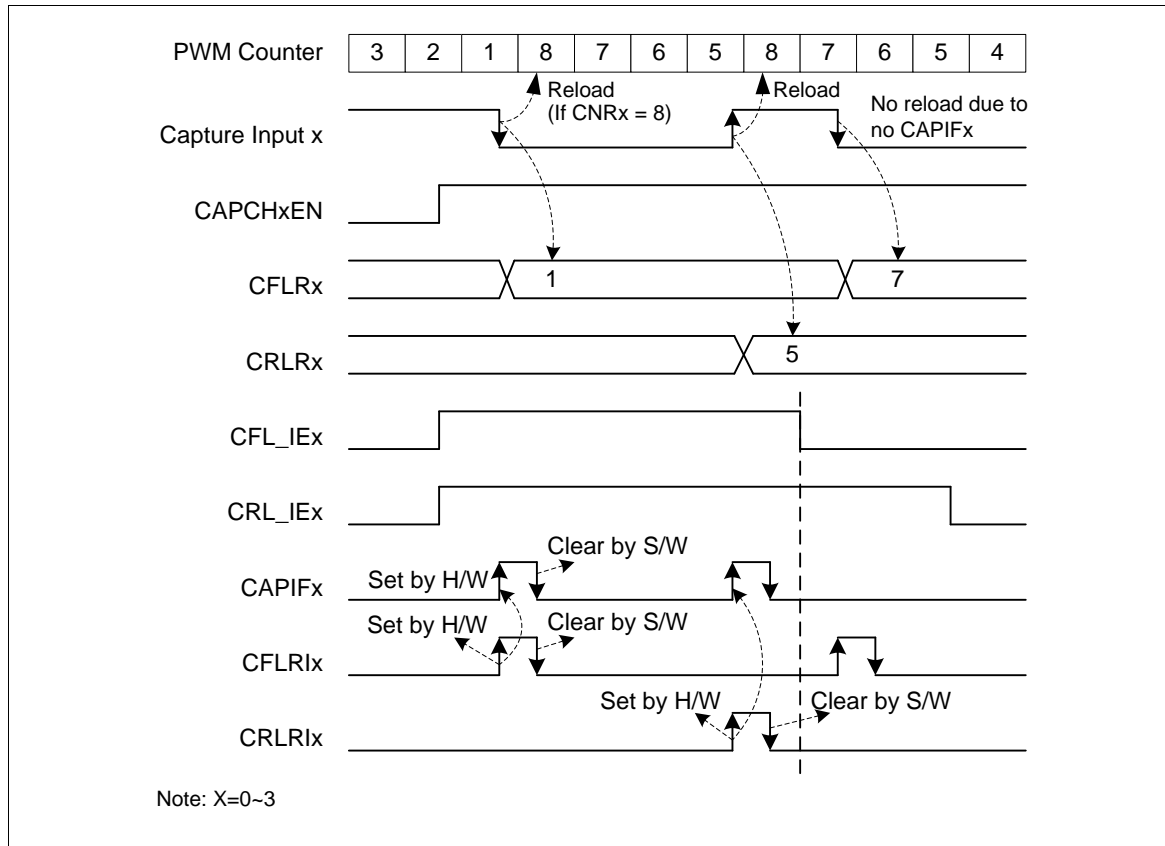 PWM Counter 3 2 1 8 7 6 5 8 7 6 5 4
Reload
(If CNRx = 8)
Reload
No reload due to
no CAPIFx
Capture Input x
CAPCHxEN
CFLRx 1 7
CRLRx 5
CFL_IEx
CRL_IEx
Clear by S/W
CAPIFx Set by H/W
Set by H/W Clear by S/W
CFLRIx
Set by H/W Clear by S/W
CRLRIx
Note: X=0~3